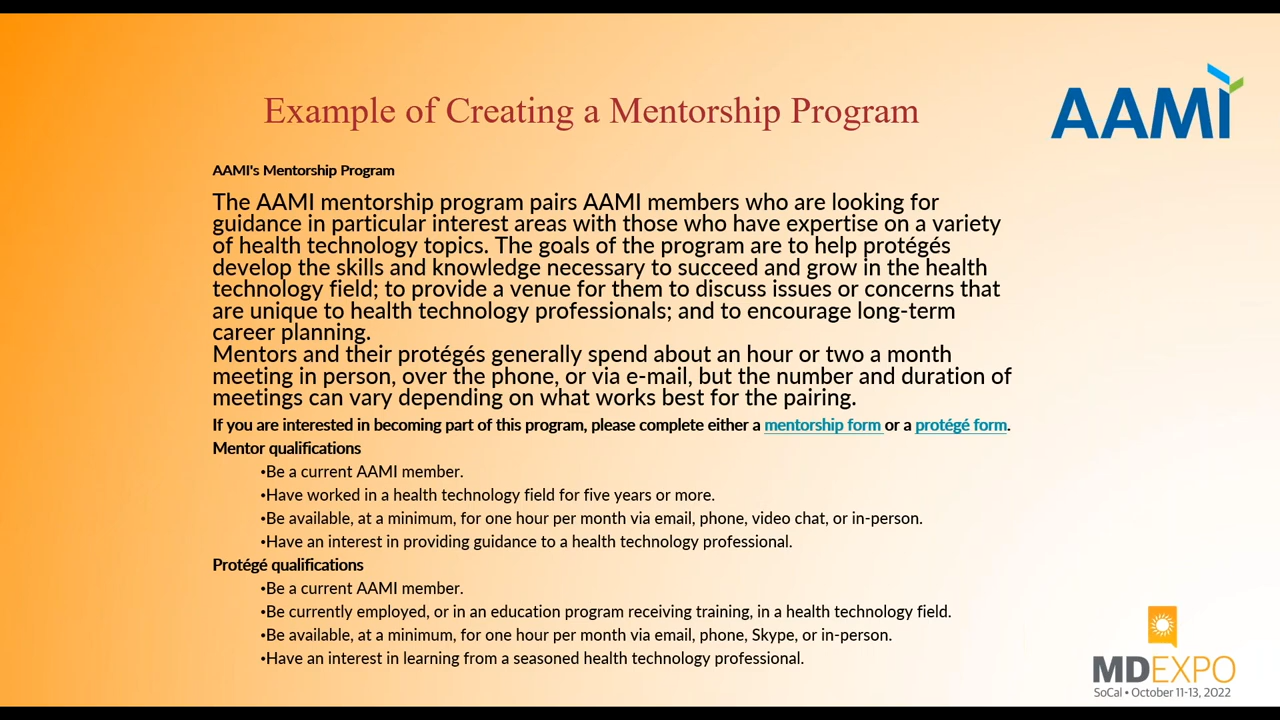 Example of Creating a Mentorship Program
AAMI
AAMI's Mentorship Program
The AAMI mentorship program pairs AAMI members who are looking for
guidance in particular interest areas with those who have expertise on a variety
of health technology topics. The goals of the program are to help protégés
develop the skills and knowledge necessary to succeed and grow in the health
technology field; to provide a venue for them to discuss issues or concerns that
are unique to health technology professionals; and to encourage long-term
career planning.
Mentors and their protégés generally spend about an hour or two a month
meeting in person, over the phone, or via e-mail, but the number and duration of
meetings can vary depending on what works best for the pairing.
If you are interested in becoming part of this program, please complete either a mentorship form or a protégé form.
Mentor qualifications
•Be a current AAMI member.
•Have worked in a health technology field for five years or more.
•Be available, at a minimum, for one hour per month via email, phone, video chat, or in-person.
•Have an interest in providing guidance to a health technology professional.
Protégé qualifications
•Be a current AAMI member.
•Be currently employed, or in an education program receiving training, in a health technology field.
•Be available, at a minimum, for one hour per month via email, phone, Skype, or in-person.
•Have an interest in learning from a seasoned health technology professional.
MDEXPO
SoCal • October 11-13, 2022